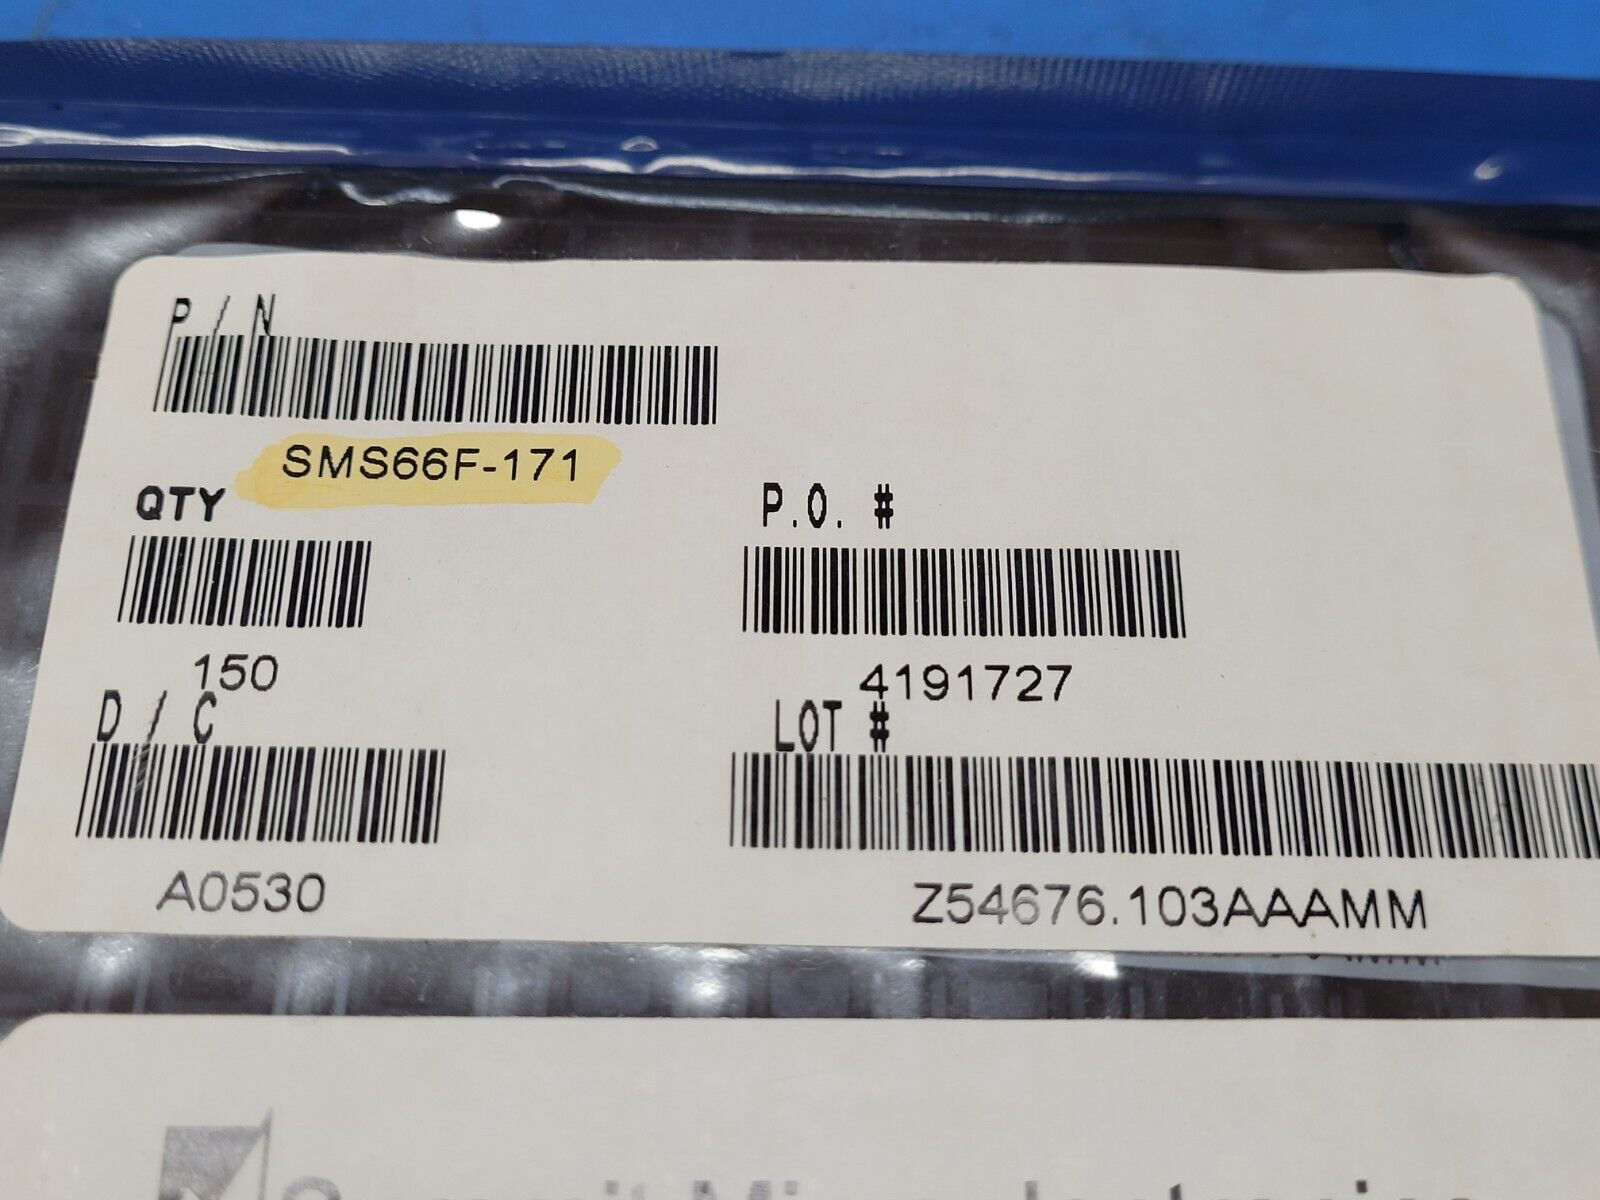 P/N
SMS66F-171
QTY
150
P.O. #
4191727
D/C
A0530
LOT #
Z54676.103AAAMM